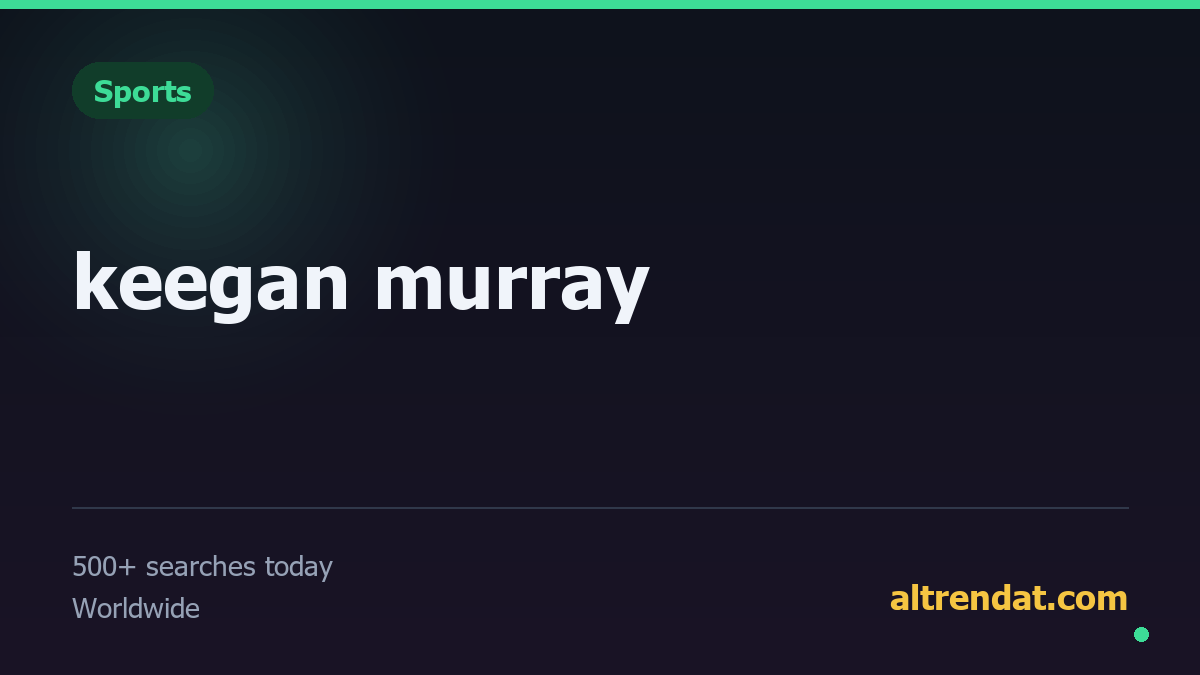 Sports
keegan murray
500+ searches today
Worldwide
altrendat.com